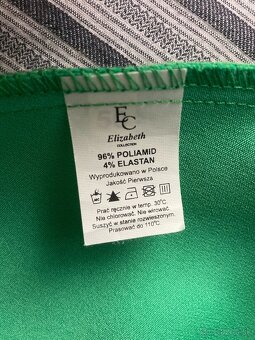 EC
Elizabeth
COLLECTION
96% POLIAMID
4% ELASTAN
Wyprodukowano w Polsce
Jakość Pierwsza
Prać ręcznie w temp. 30°C
Nie chlorować. Nie wirować.
Suszyć w stanie rozwieszonym.
Prasować do 110°C.